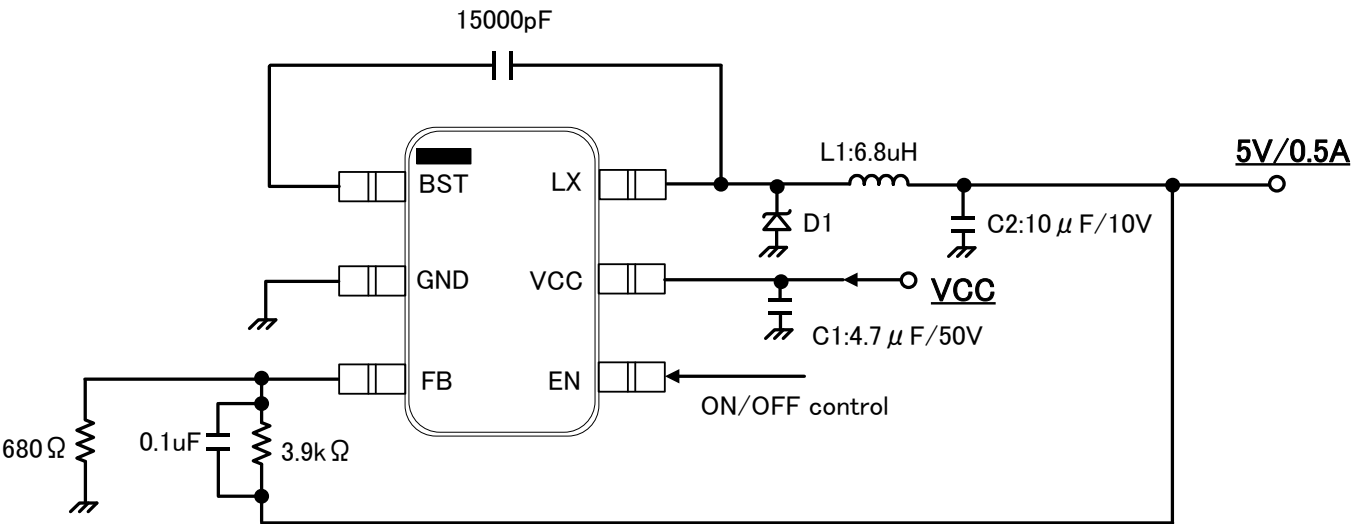 15000pF
L1:6.8uH
5V/0.5A
BST
LX
D1
C2:10μF/10V
GND
VCC
VCC
C1:4.7μF/50V
FB
EN
ON/OFF control
680Ω
0.1uF
3.9kΩ